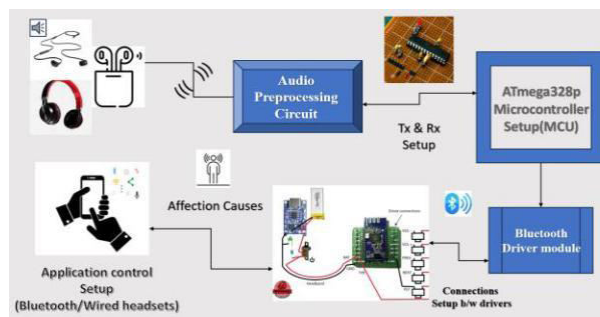 Audio
Preprocessing
Circuit
ATmega328p
Microcontroller
Setup(MCU)
Tx & Rx
Setup
Affection Causes
Bluetooth
Driver module
Application control
Setup
(Bluetooth/Wired headsets)
Connections
Setup b/w drivers